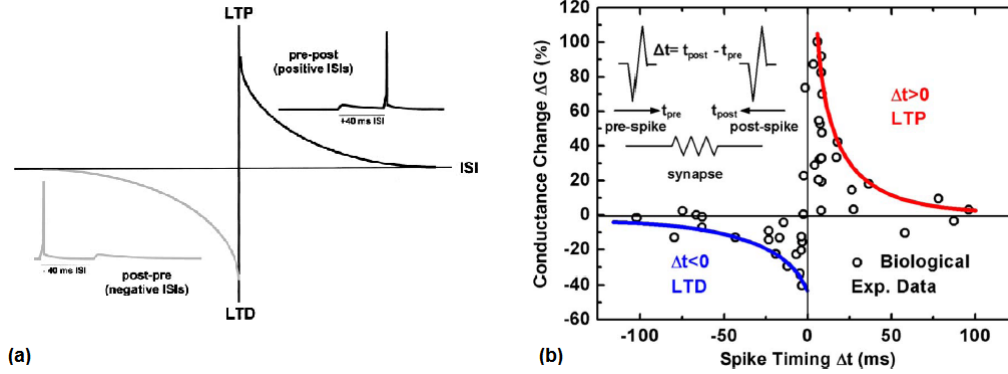 LTP
pre-post
(positive ISIs)
+40 ms ISI
ISI
- 40 ms ISI
post-pre
(negative ISIs)
LTD
(a)
Conductance Change ΔG (%)
120
100
80
60
40
20
0
-20
-40
-60
Δt= tpost - tpre
tpre
tpost
pre-spike
post-spike
synapse
Δt>0
LTP
Δt<0
LTD
Biological
Exp. Data
-100
-50
0
50
100
Spike Timing Δt (ms)
(b)